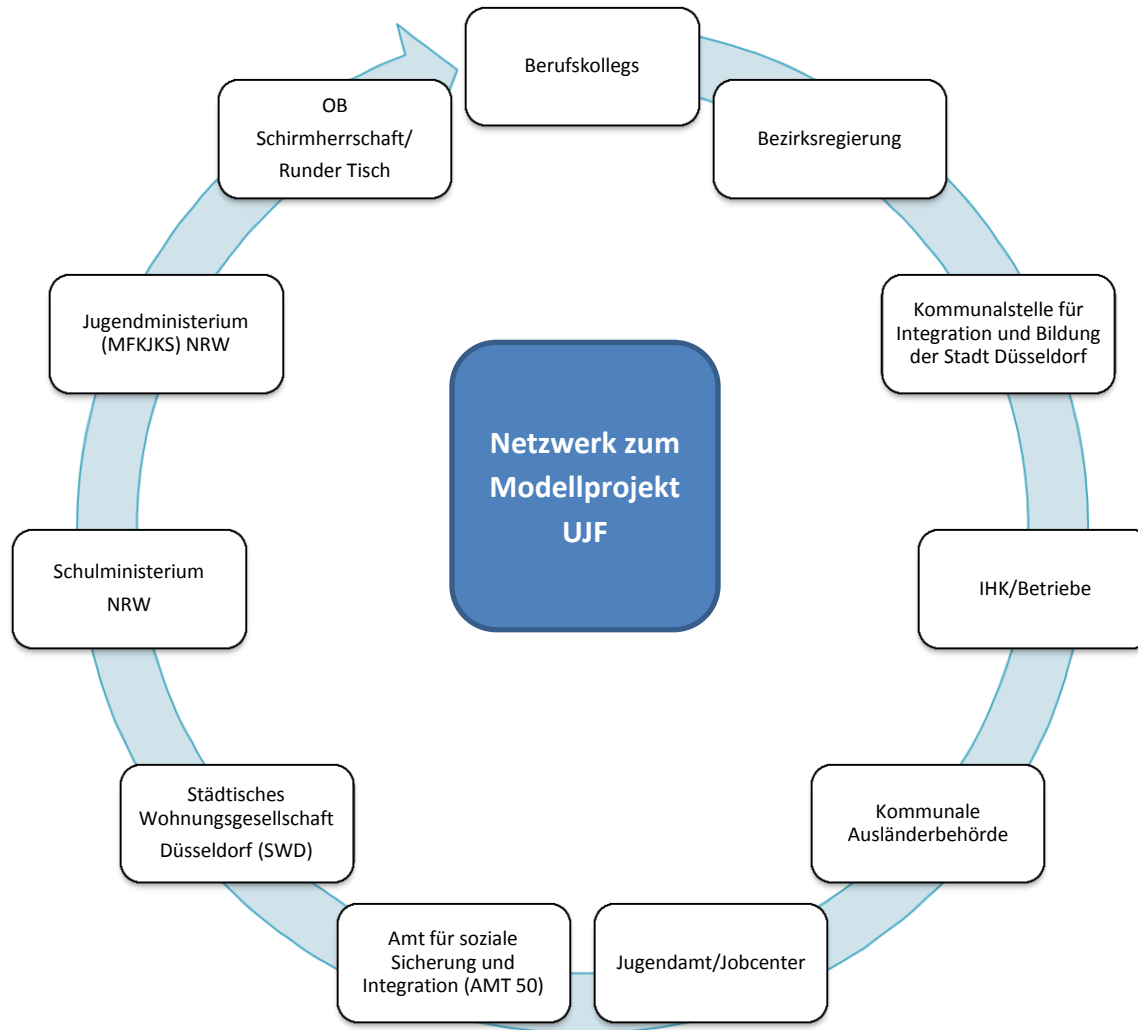 Berufskollegs
Bezirksregierung
Kommunalstelle für
Integration und Bildung
der Stadt Düsseldorf
IHK/Betriebe
Kommunale
Ausländerbehörde
Jugendamt/Jobcenter
Amt für soziale
Sicherung und
Integration (AMT 50)
Städtisches
Wohnungsgesellschaft
Düsseldorf (SWD)
Schulministerium
NRW
Jugendministerium
(MFKJKS) NRW
OB
Schirmherrschaft/
Runder Tisch
Netzwerk zum
Modellprojekt
UJF